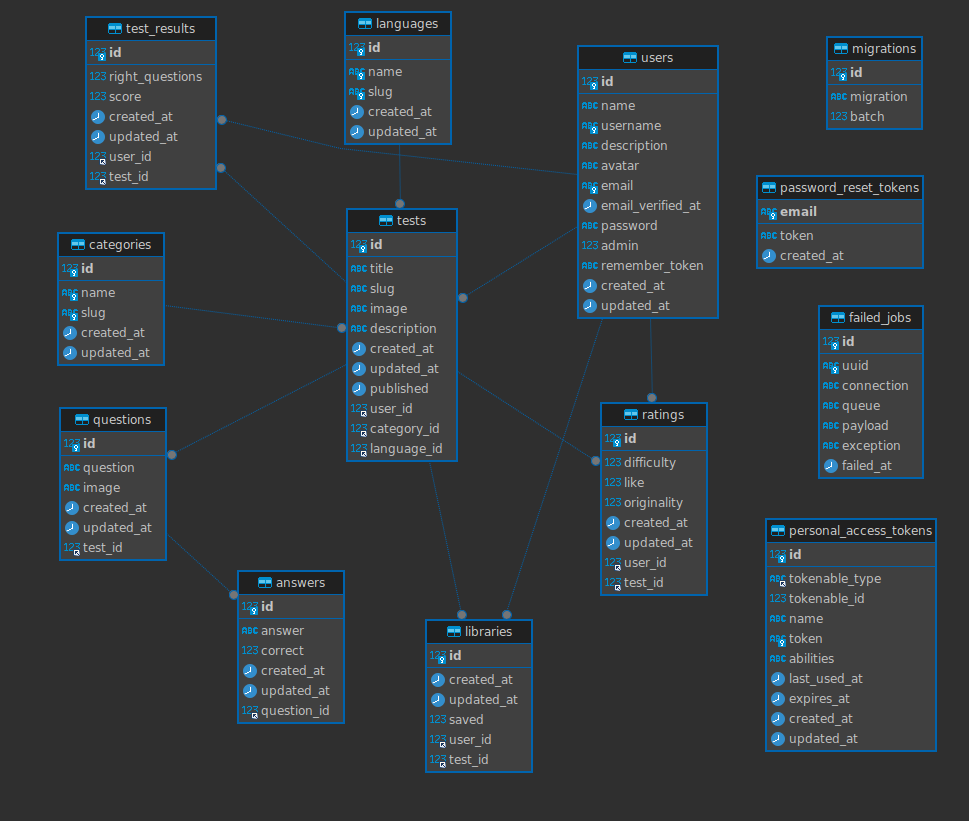 test_results
id
right_questions
score
created_at
updated_at
user_id
test_id
languages
id
name
slug
created_at
updated_at
users
id
name
username
description
avatar
email
email_verified_at
password
admin
remember_token
created_at
updated_at
migrations
id
migration
batch
password_reset_tokens
email
token
created_at
categories
id
name
slug
created_at
updated_at
tests
id
title
slug
image
description
created_at
updated_at
published
user_id
category_id
language_id
failed_jobs
id
uuid
connection
queue
payload
exception
failed_at
questions
id
question
image
created_at
updated_at
test_id
ratings
id
difficulty
like
originality
created_at
updated_at
user_id
test_id
personal_access_tokens
id
tokenable_type
tokenable_id
name
token
abilities
last_used_at
expires_at
created_at
updated_at
answers
id
answer
correct
created_at
updated_at
question_id
libraries
id
created_at
updated_at
saved
user_id
test_id